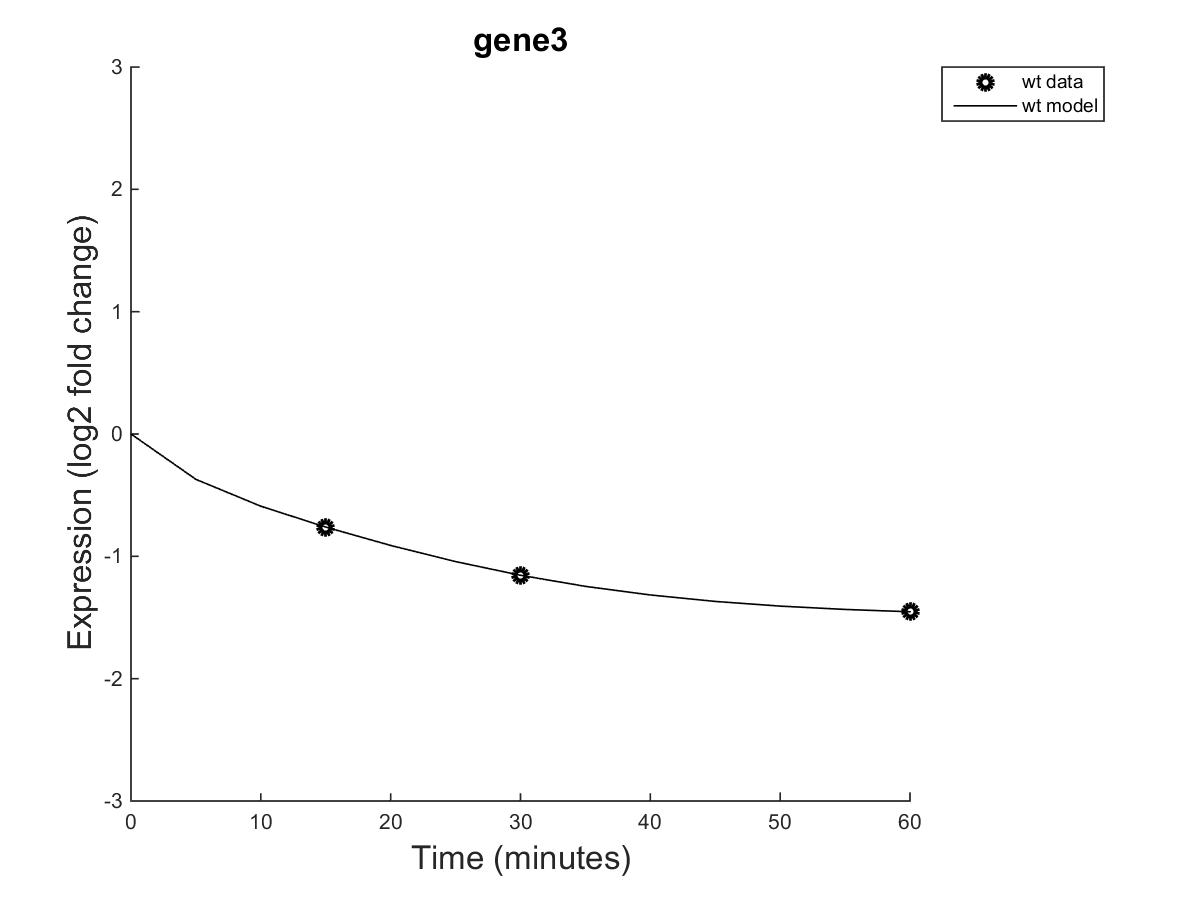 gene3
wt data
wt model
Expression (log2 fold change)
3
2
1
0
-1
-2
-3
0 10 20 30 40 50 60
Time (minutes)